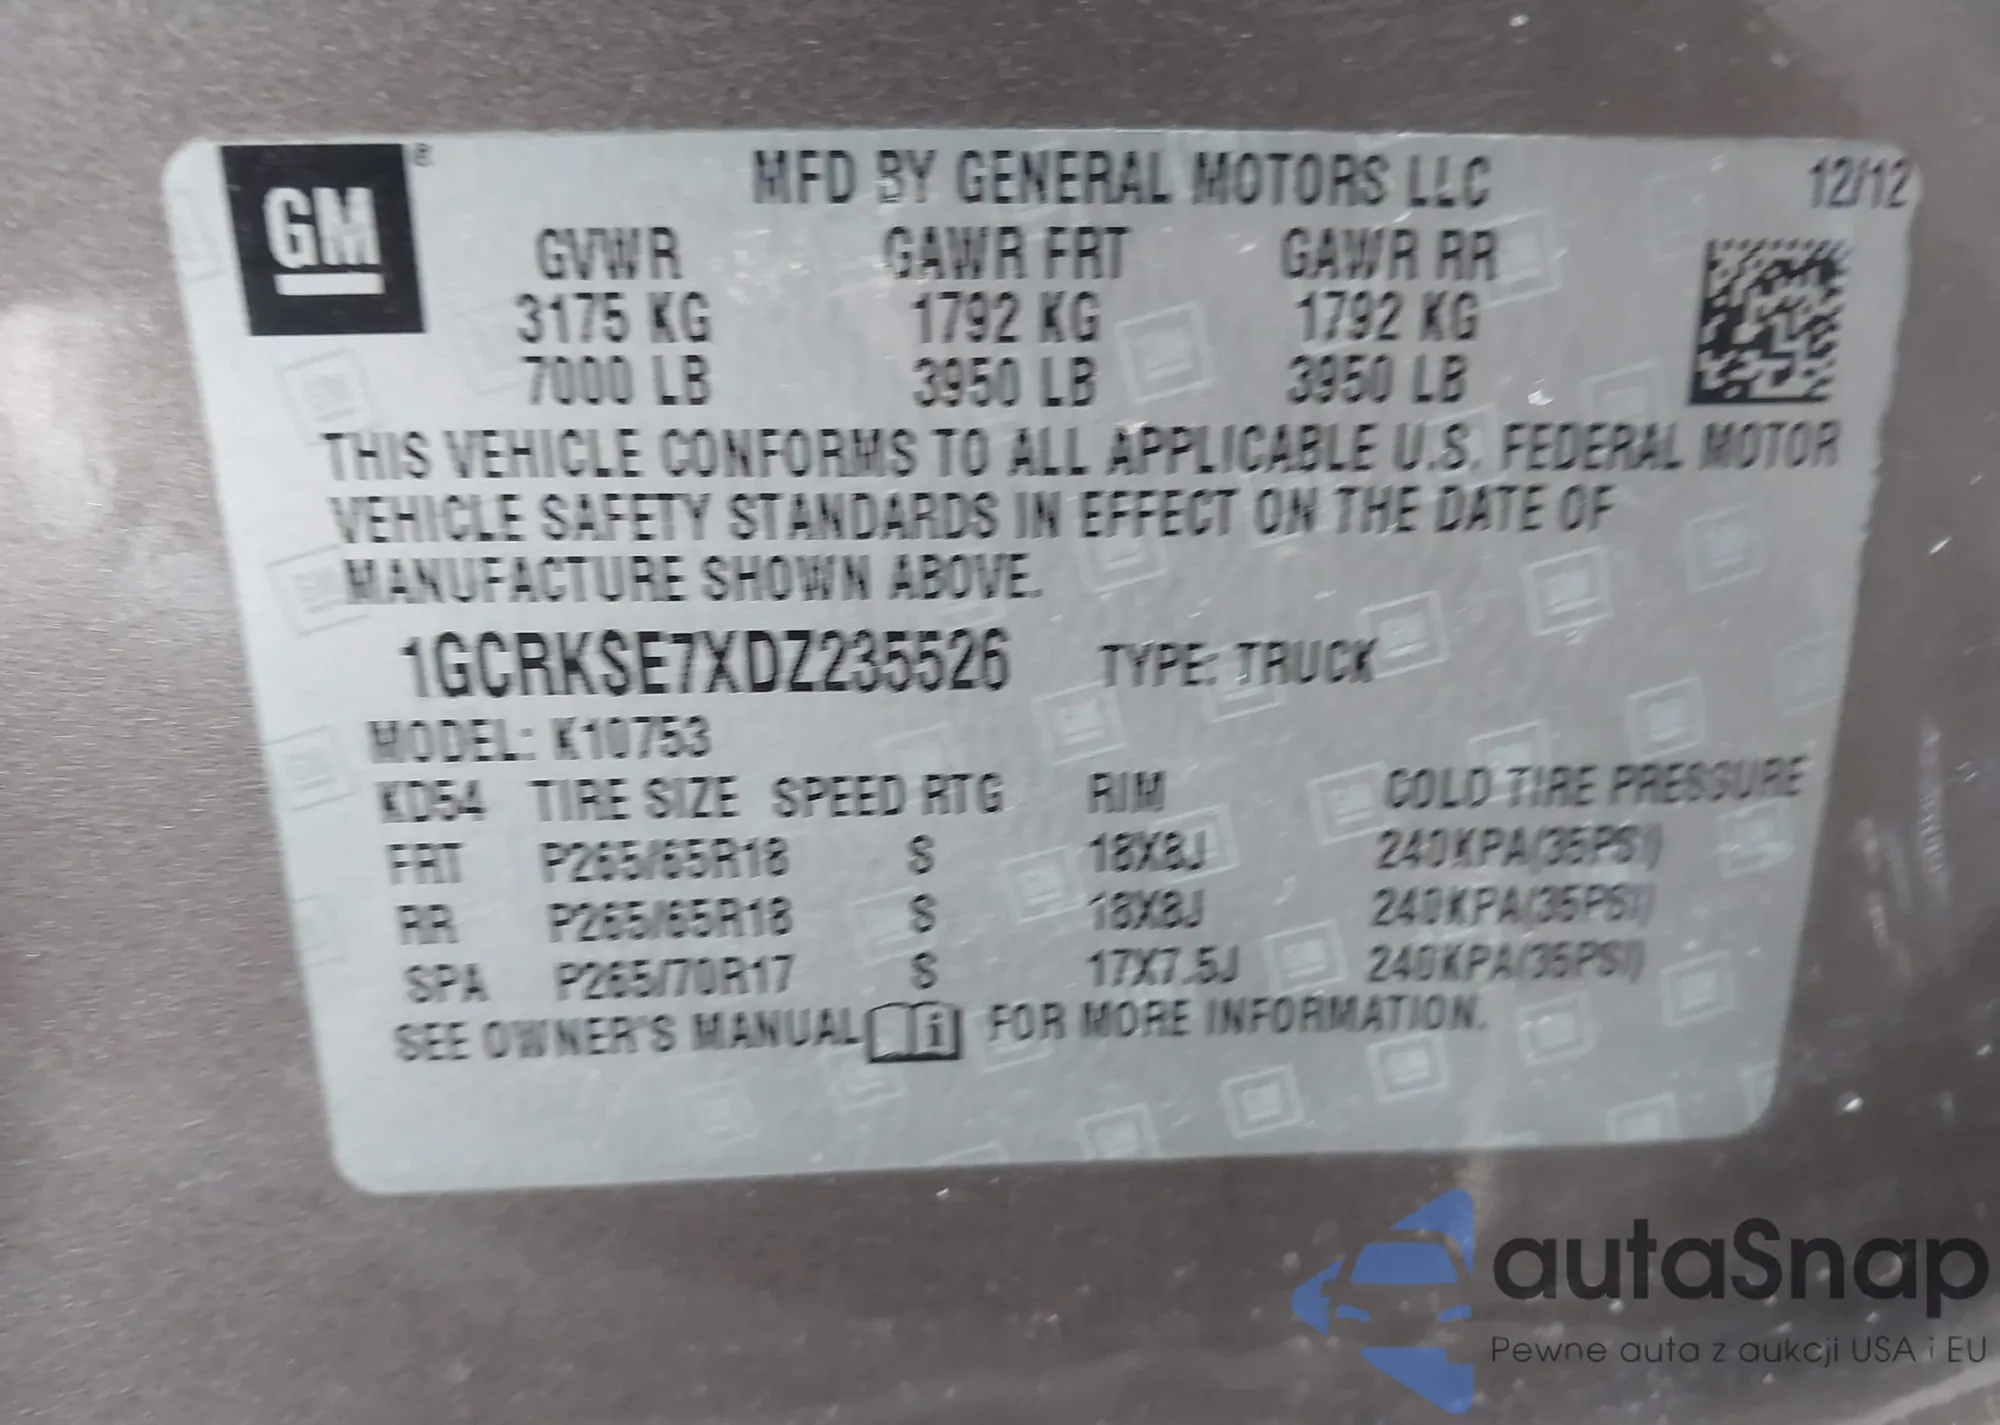 GM ®
MFD BY GENERAL MOTORS LLC 12/12
GVWR GAWR FRT GAWR RR
3175 KG 1792 KG 1792 KG
7000 LB 3950 LB 3950 LB
THIS VEHICLE CONFORMS TO ALL APPLICABLE U.S. FEDERAL MOTOR
VEHICLE SAFETY STANDARDS IN EFFECT ON THE DATE OF
MANUFACTURE SHOWN ABOVE.
1GCRKSE7XDZ235526 TYPE: TRUCK
MODEL: K10753
KD54 TIRE SIZE SPEED RTG RIM COLD TIRE PRESSURE
FRT P265/65R18 S 18X8J 240KPA(35PSI)
RR P265/65R18 S 18X8J 240KPA(35PSI)
SPA P265/70R17 S 17X7.5J 240KPA(35PSI)
SEE OWNER'S MANUAL i FOR MORE INFORMATION.
autaSnap
Pewne auta z aukcji USA i EU